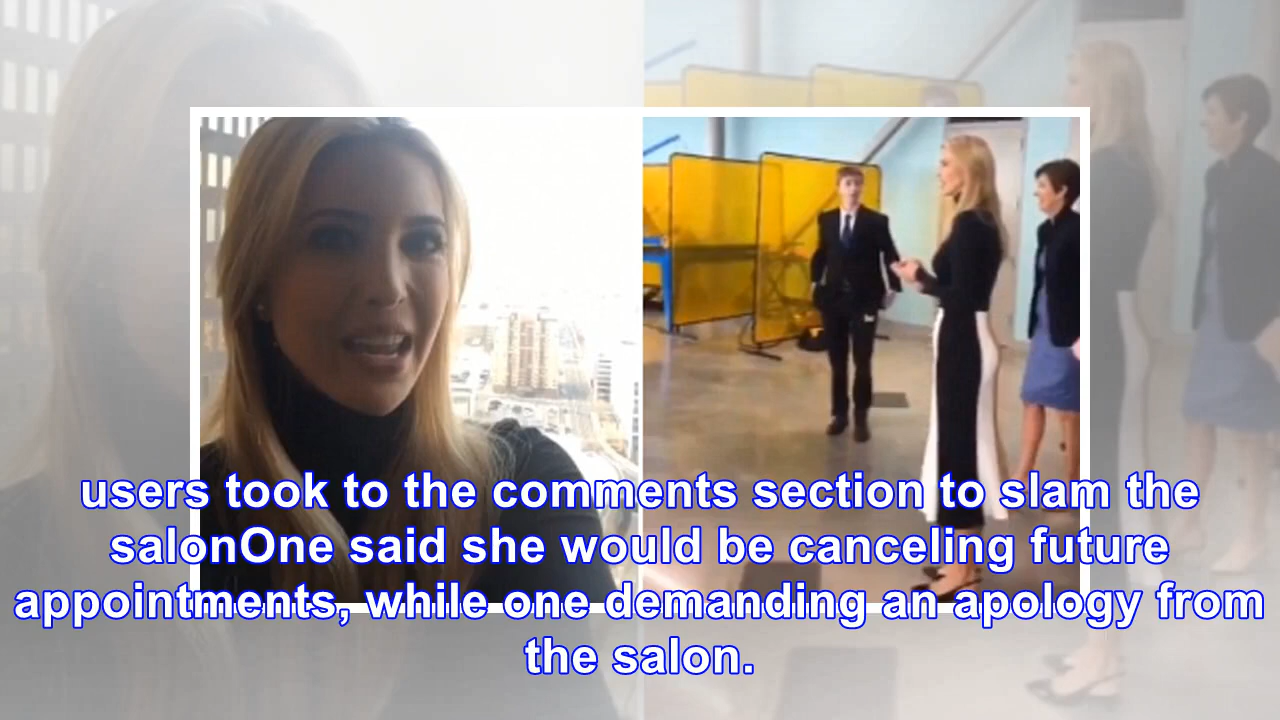 users took to the comments section to slam the
salonOne said she would be canceling future
appointments, while one demanding an apology from
the salon.